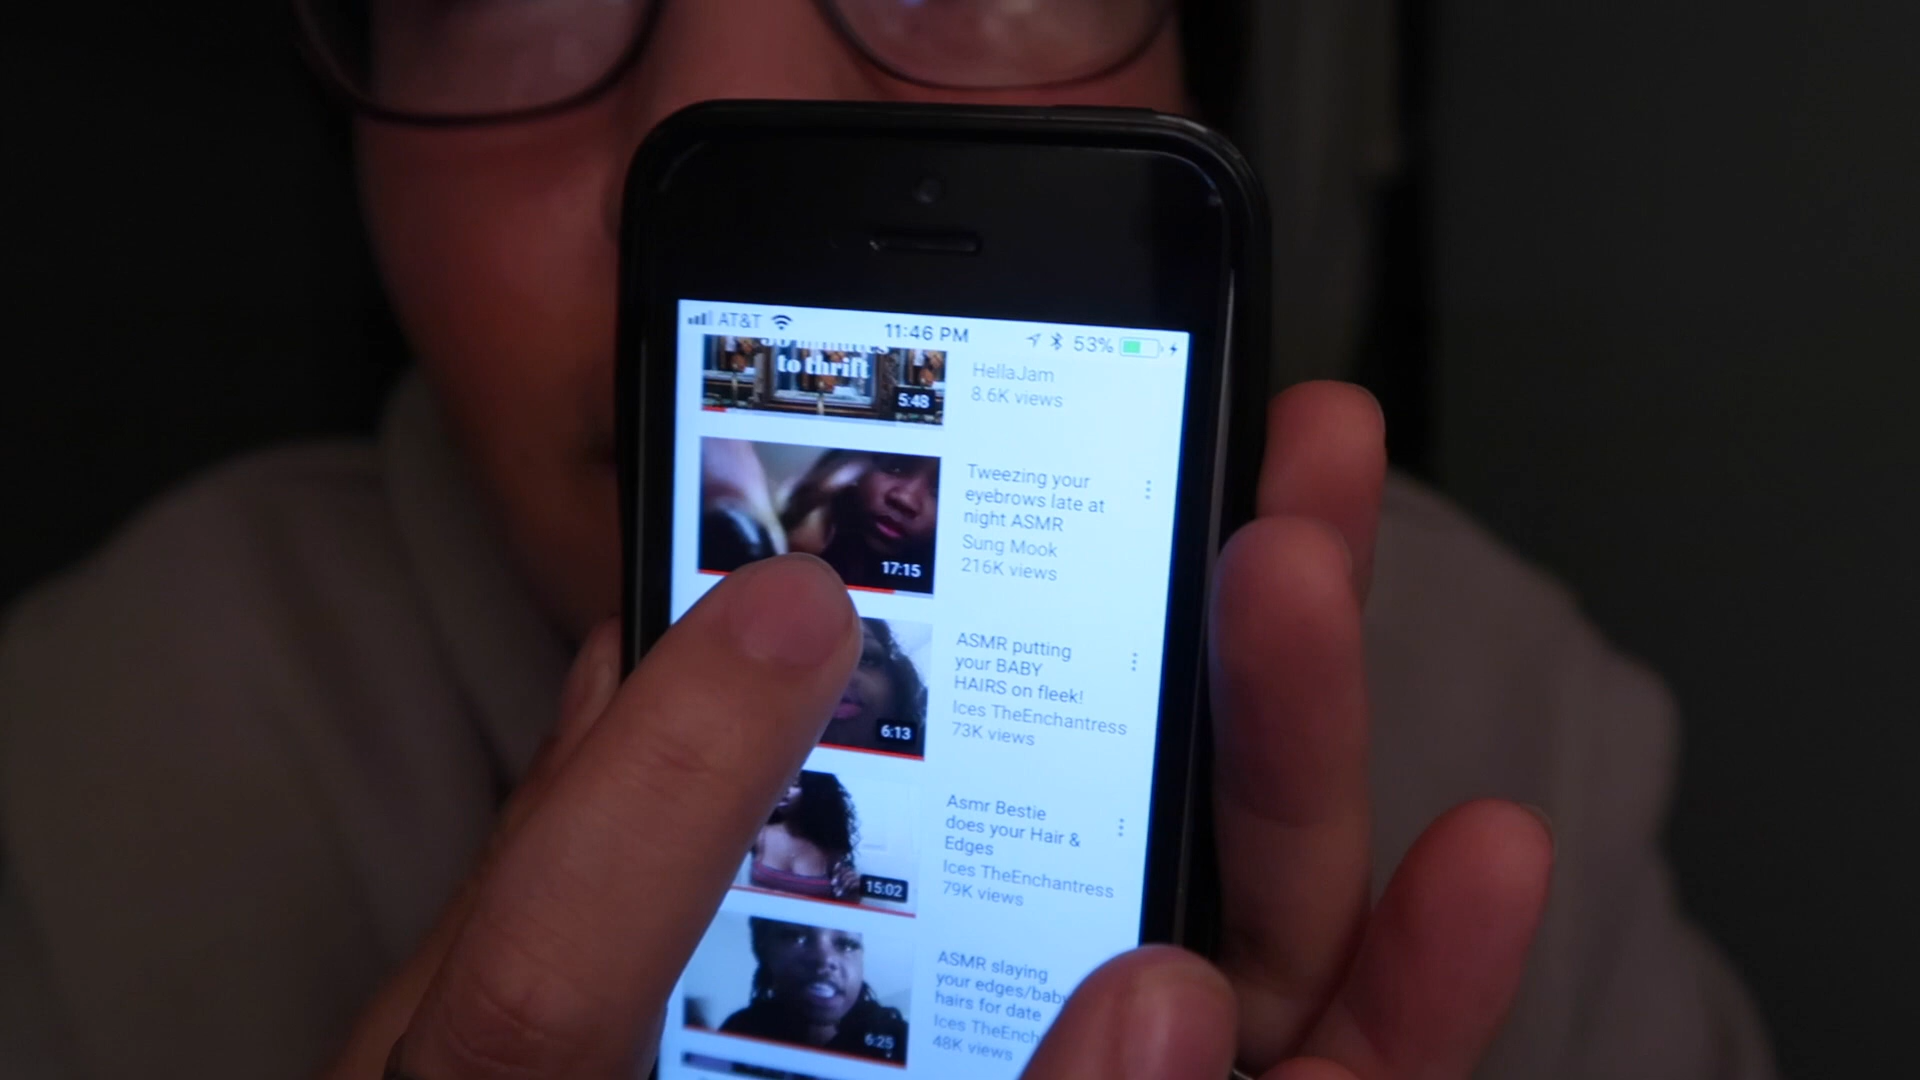 AT&T 11:46 PM 53%
to thrift
5:48
HellaJam
8.6K views
Tweezing your
eyebrows late at
night ASMR
Sung Mook
216K views
17:15
ASMR putting
your BABY
HAIRS on fleek!
Ices TheEnchantress
73K views
6:13
Asmr Bestie
does your Hair &
Edges
Ices TheEnchantress
79K views
15:02
ASMR slaying
your edges/baby
hairs for date
Ices TheEnch
48K views
6:25